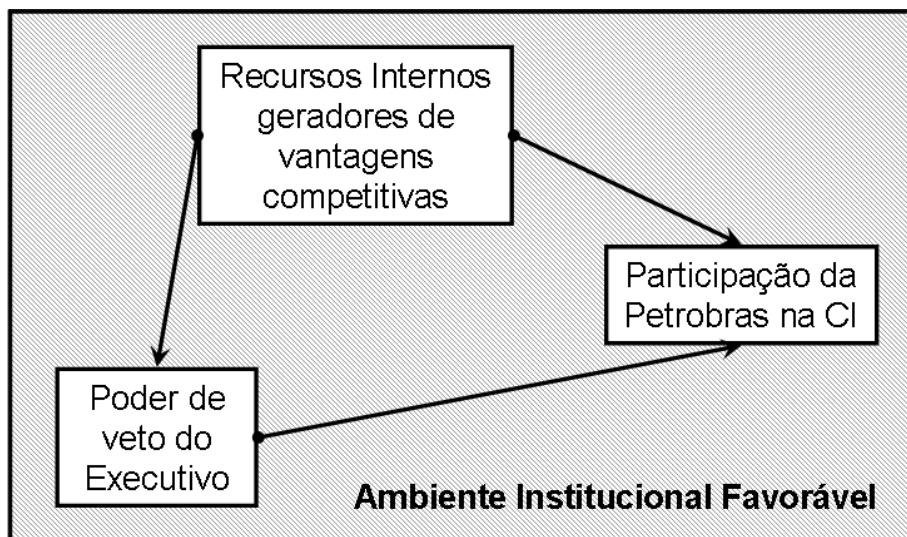 Recursos Internos
geradores de
vantagens
competitivas
Participação da
Petrobras na CI
Poder de
veto do
Executivo
Ambiente Institucional Favorável